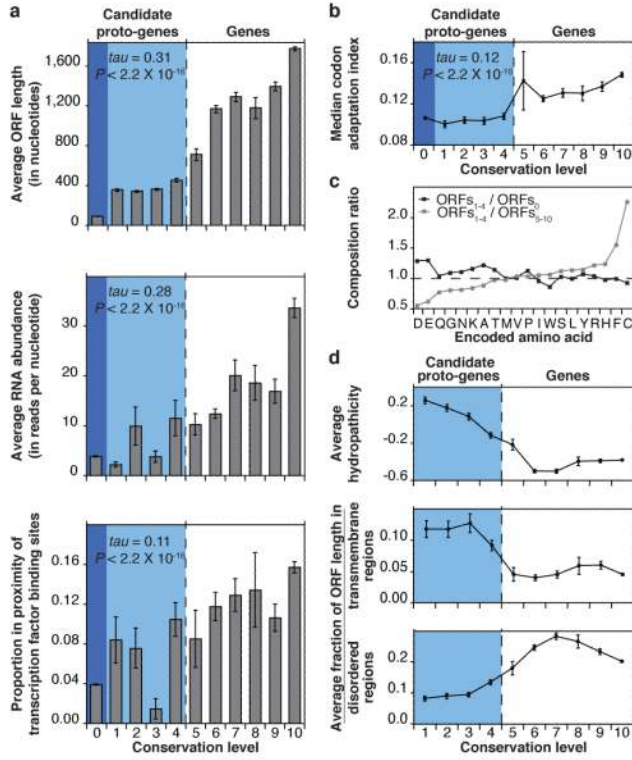 a
Candidate
proto-genes
Genes
tau = 0.31
P < 2.2 X 10⁻¹⁶
Average ORF length
(in nucleotides)
1,600
1,200
800
400
0
tau = 0.28
P < 2.2 X 10⁻¹⁶
Average RNA abundance
(in reads per nucleotide)
30
20
10
0
tau = 0.11
P < 2.2 X 10⁻¹⁶
Proportion in proximity of
transcription factor binding sites
0.16
0.12
0.08
0.04
0.00
0 1 2 3 4 5 6 7 8 9 10
Conservation level
b
Candidate
proto-genes
Genes
tau = 0.12
P < 2.2 X 10⁻¹⁶
Median codon
adaptation index
0.16
0.12
0.08
0 1 2 3 4 5 6 7 8 9 10
Conservation level
c
ORFs₁₋₄ / ORFs₀
ORFs₁₋₄ / ORFs₅₋₁₀
Composition ratio
2.0
1.5
1.0
0.5
D E Q G N K A T M V P I W S L Y R H F C
Encoded amino acid
d
Candidate
proto-genes
Genes
Average
hydropathicity
0.2
-0.2
-0.6
Average fraction of ORF length in
transmembrane
regions
0.10
0.05
0.00
disordered
regions
0.2
0.1
0.0
1 2 3 4 5 6 7 8 9 10
Conservation level